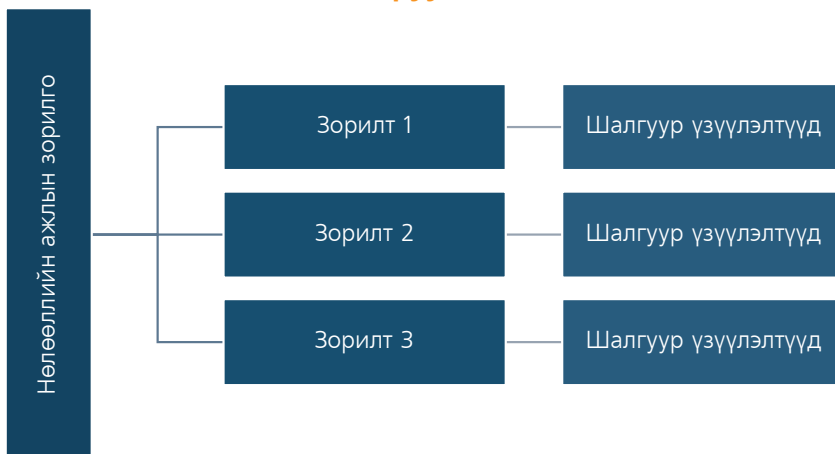 Нөлөөллийн ажлын зорилго
Зорилт 1
Шалгуур үзүүлэлтүүд
Зорилт 2
Шалгуур үзүүлэлтүүд
Зорилт 3
Шалгуур үзүүлэлтүүд